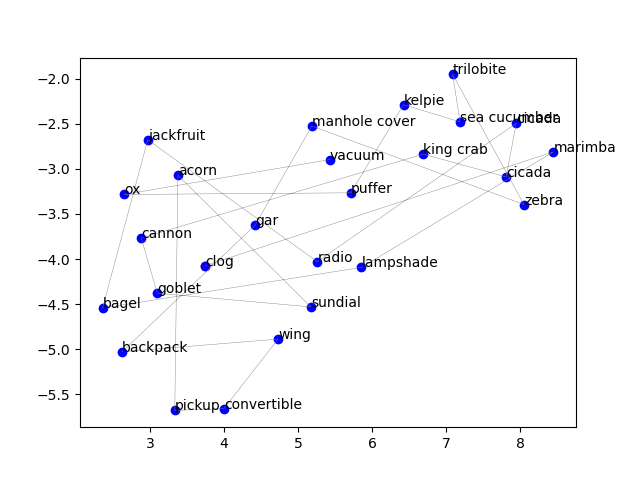 trilobite
−2.0
kelpie
−2.5
manhole cover
sea cucumber
cicada
jackfruit
king crab
marimba
vacuum
−3.0
acorn
cicada
ox
puffer
zebra
−3.5
gar
cannon
−4.0
clog
radio
lampshade
goblet
−4.5
bagel
sundial
wing
−5.0
backpack
−5.5
pickup
convertible
3 4 5 6 7 8